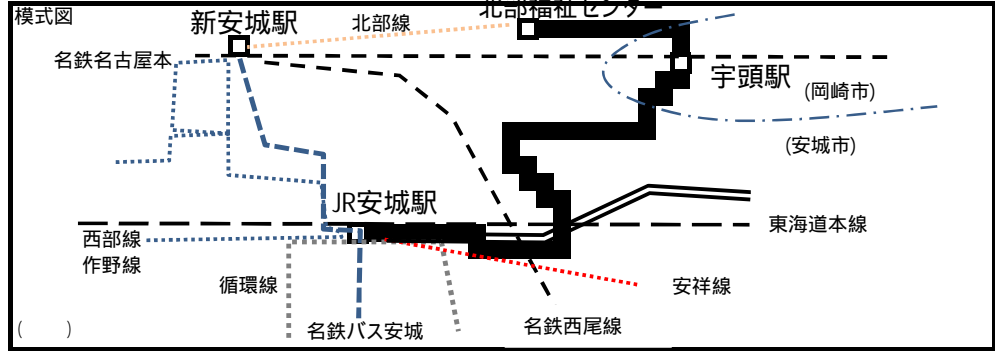 模式図
新安城駅
北部線
北部福祉センター
名鉄名古屋本
宇頭駅
(岡崎市)
(安城市)
JR安城駅
東海道本線
西部線
作野線
循環線
安祥線
名鉄バス安城
名鉄西尾線
(　　)